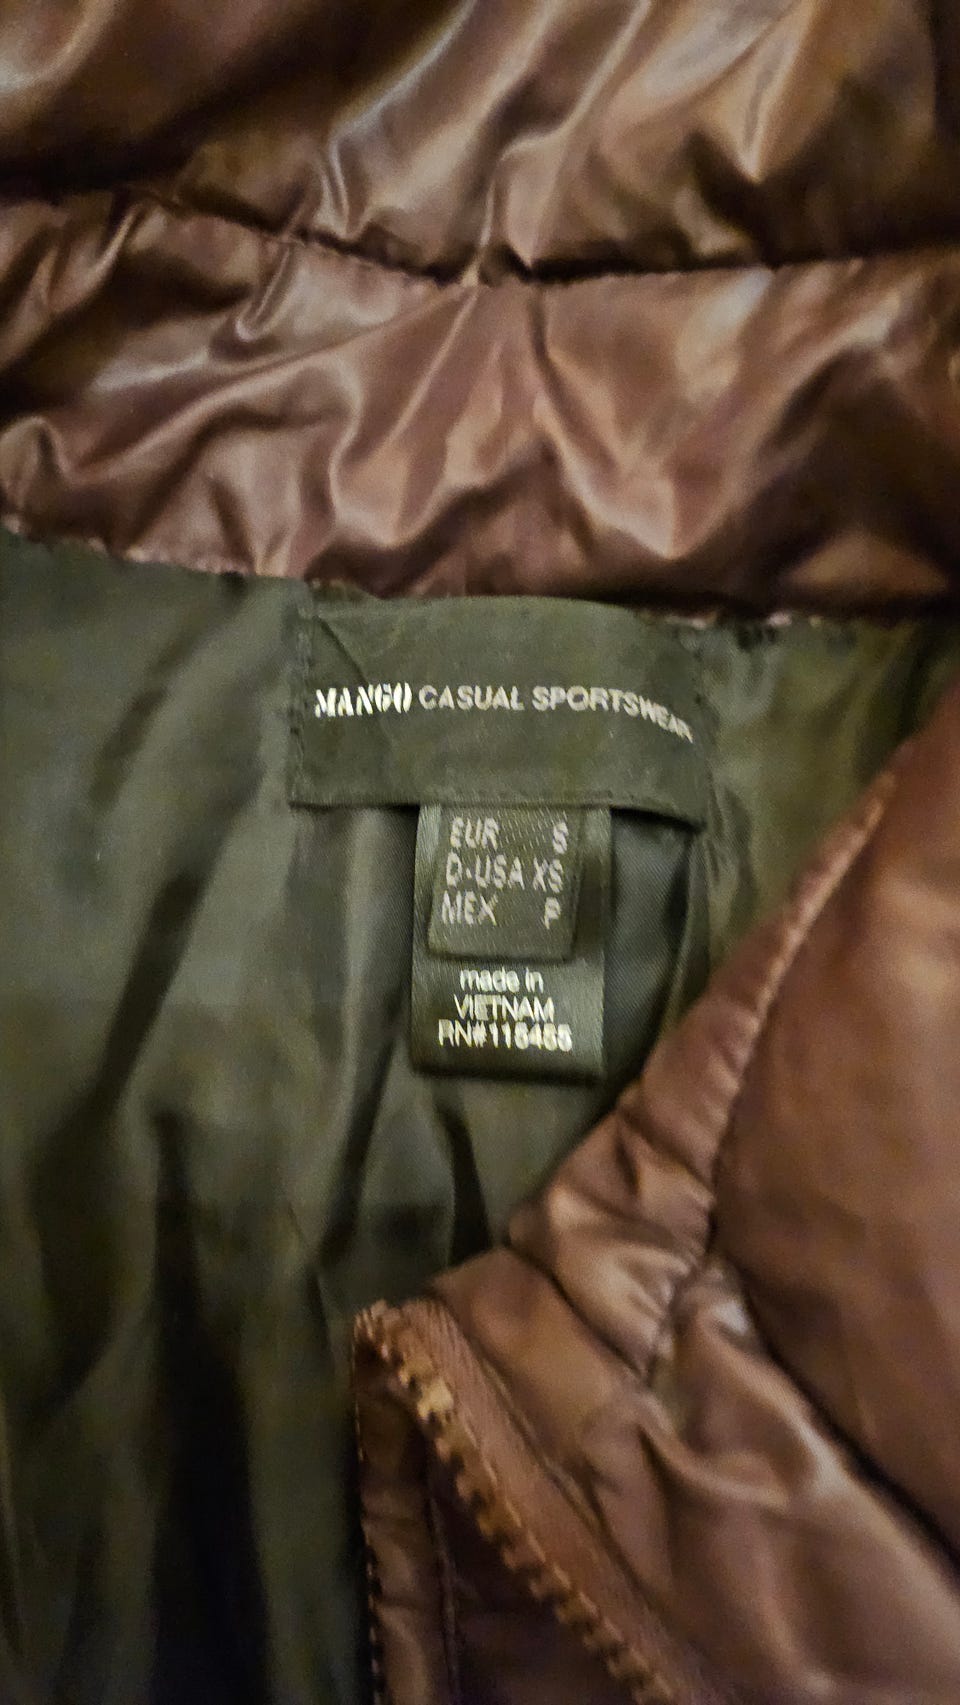 MANGO CASUAL SPORTSWEAR
EUR S
D-USA XS
MEX P
made in
VIETNAM